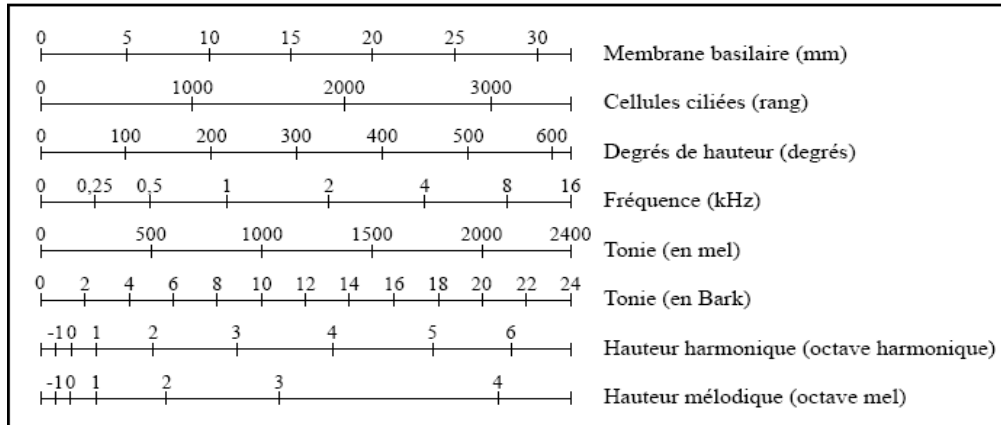 0 5 10 15 20 25 30
Membrane basilaire (mm)
0 1000 2000 3000
Cellules ciliées (rang)
0 100 200 300 400 500 600
Degrés de hauteur (degrés)
0 0,25 0,5 1 2 4 8 16
Fréquence (kHz)
0 500 1000 1500 2000 2400
Tonie (en mel)
0 2 4 6 8 10 12 14 16 18 20 22 24
Tonie (en Bark)
-1 0 1 2 3 4 5 6
Hauteur harmonique (octave harmonique)
-1 0 1 2 3 4
Hauteur mélodique (octave mel)